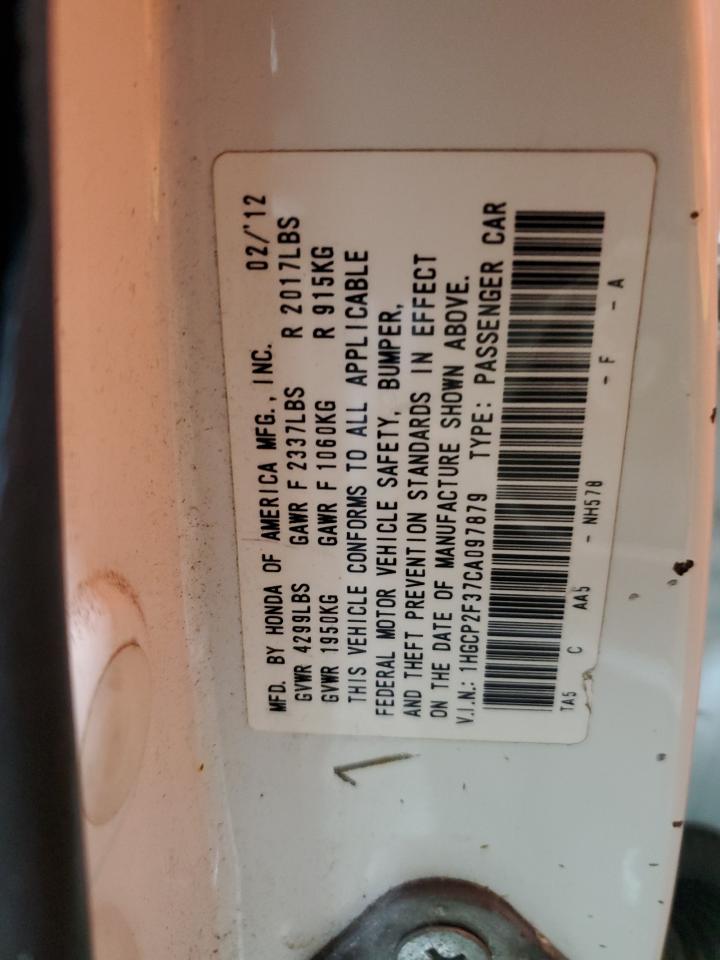 MFD. BY HONDA OF AMERICA MFG., INC. 02/'12
GVWR 4299LBS GAWR F 2337LBS R 2017LBS
GVWR 1950KG GAWR F 1060KG R 915KG
THIS VEHICLE CONFORMS TO ALL APPLICABLE
FEDERAL MOTOR VEHICLE SAFETY, BUMPER,
AND THEFT PREVENTION STANDARDS IN EFFECT
ON THE DATE OF MANUFACTURE SHOWN ABOVE.
V.I.N.: 1HGCP2F37CA097879 TYPE: PASSENGER CAR
TA5 C AA5 - NH578 - F - A